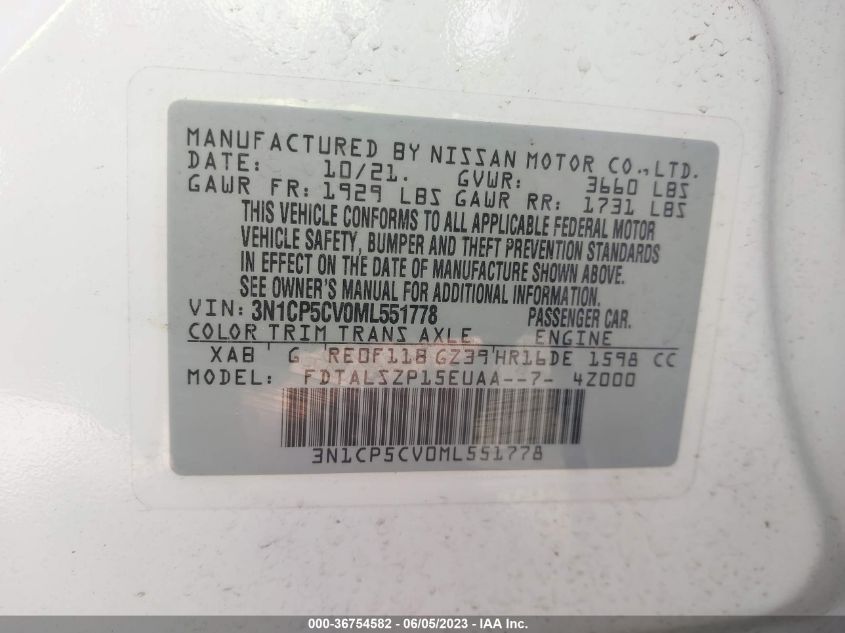 MANUFACTURED BY NISSAN MOTOR CO., LTD.
DATE: 10/21. GVWR: 3660 LBS
GAWR FR: 1929 LBS GAWR RR: 1731 LBS
THIS VEHICLE CONFORMS TO ALL APPLICABLE FEDERAL MOTOR
VEHICLE SAFETY, BUMPER AND THEFT PREVENTION STANDARDS
IN EFFECT ON THE DATE OF MANUFACTURE SHOWN ABOVE.
SEE OWNER'S MANUAL FOR ADDITIONAL INFORMATION.
VIN: 3N1CP5CV0ML551778 PASSENGER CAR.
COLOR TRIM TRANS AXLE ENGINE
XAB G RE0F11B GZ39 HR16DE 1598 CC
MODEL: FDTALSZP15EUAA--7- 4Z000
3N1CP5CV0ML551778
000-36754582 - 06/05/2023 - IAAI.com